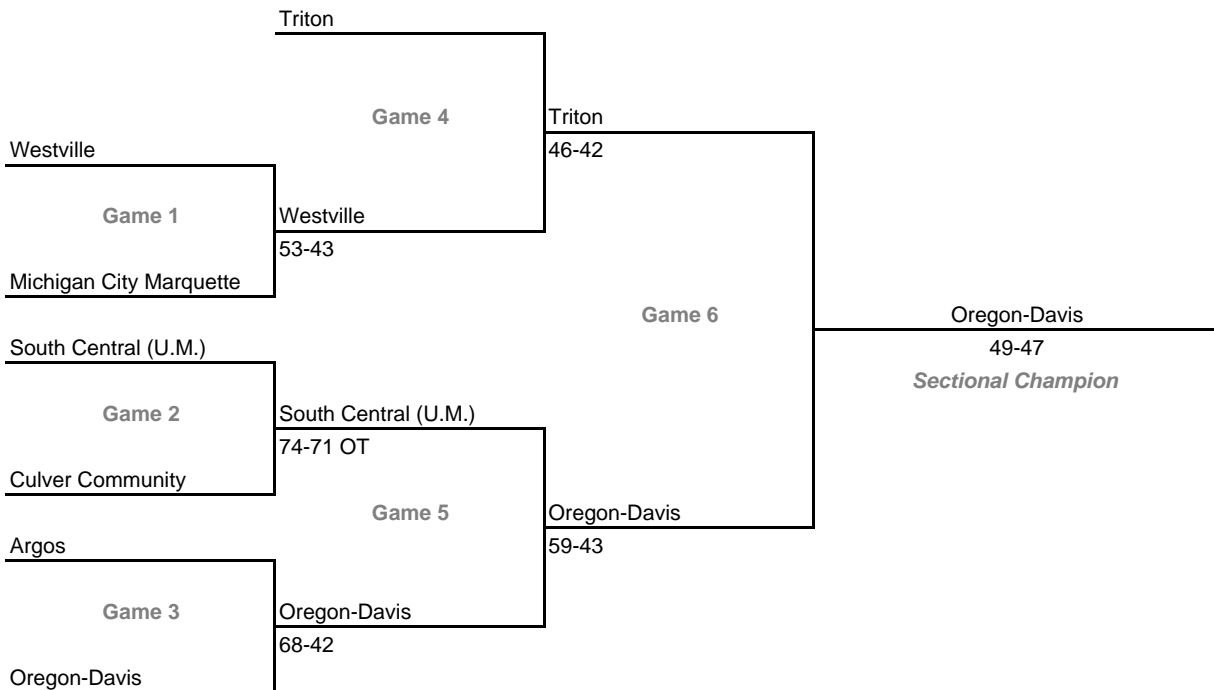 Triton
Game 4
Triton
Westville
46-42
Game 1
Westville
53-43
Michigan City Marquette
Game 6
Oregon-Davis
South Central (U.M.)
49-47
Sectional Champion
Game 2
South Central (U.M.)
74-71 OT
Culver Community
Game 5
Oregon-Davis
Argos
59-43
Game 3
Oregon-Davis
68-42
Oregon-Davis